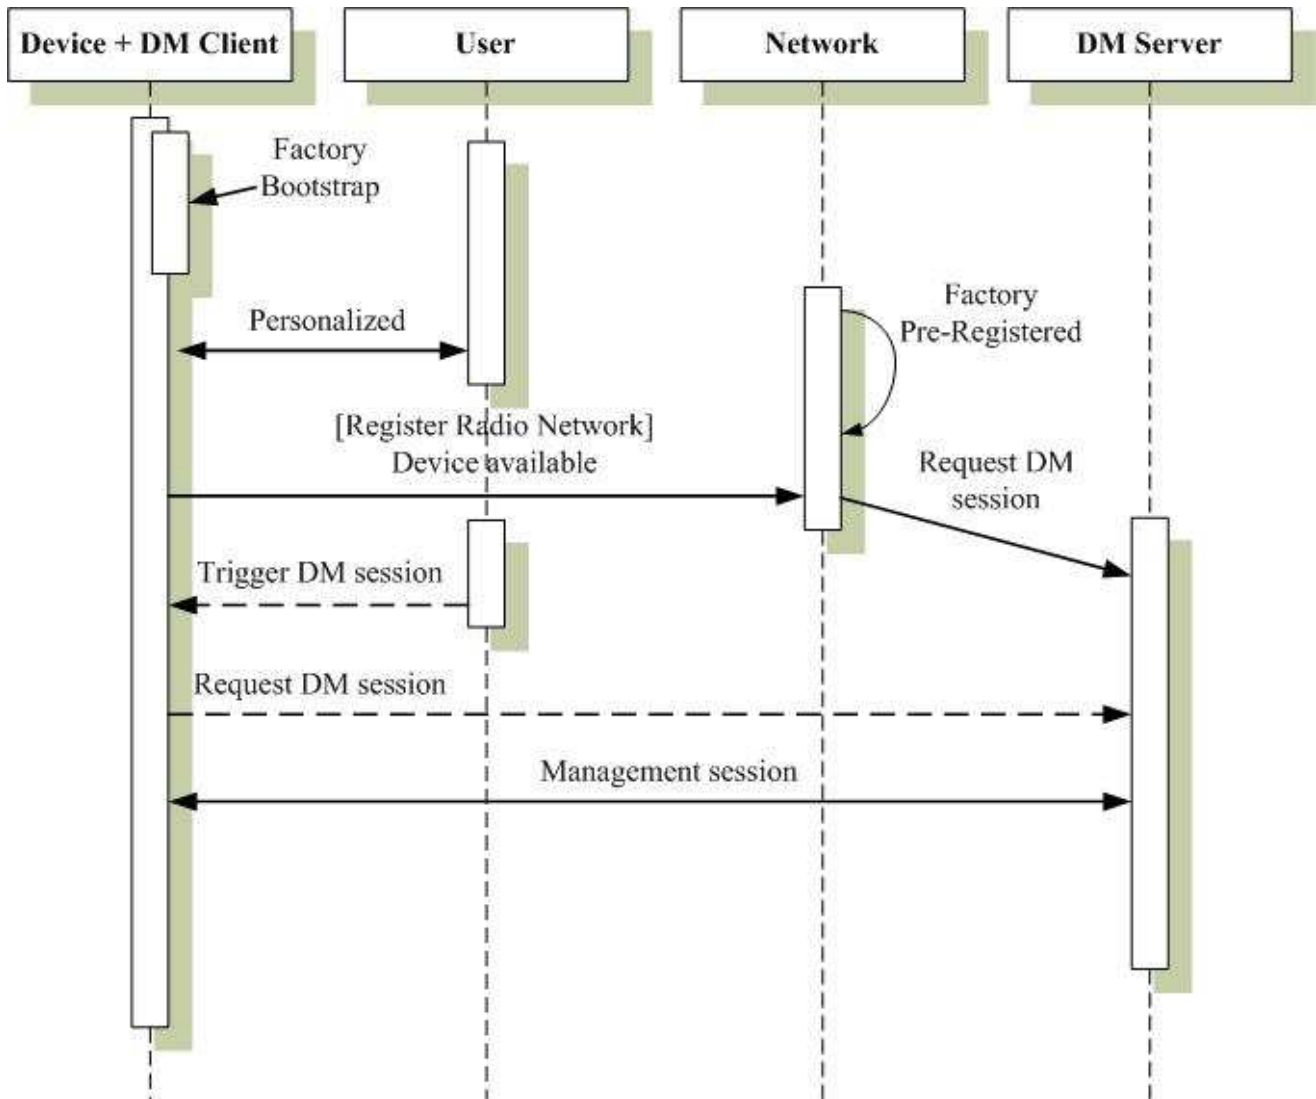 Device + DM Client
User
Network
DM Server
Factory
Bootstrap
Factory
Pre-Registered
Personalized
[Register Radio Network]
Device available
Request DM
session
Trigger DM session
Request DM session
Management session